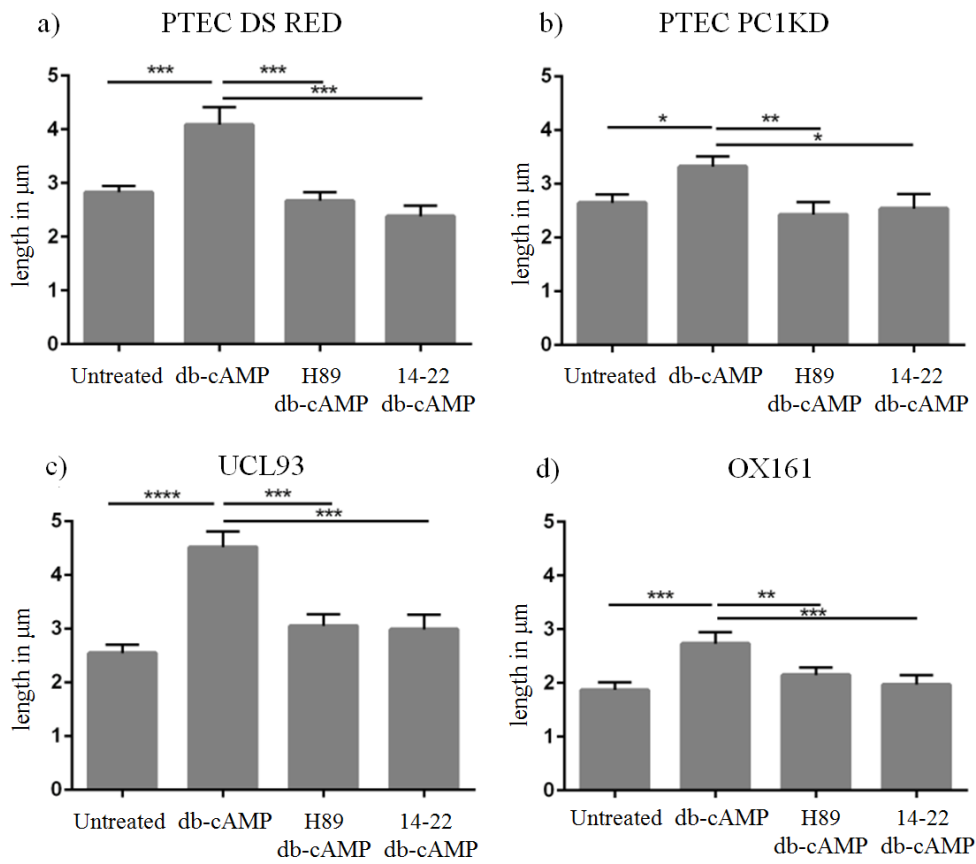 a) PTEC DS RED
*** ***
***
length in µm
5
4
3
2
1
0
Untreated db-cAMP H89 14-22
db-cAMP db-cAMP
b) PTEC PC1KD
* **
*
length in µm
5
4
3
2
1
0
Untreated db-cAMP H89 14-22
db-cAMP db-cAMP
c) UCL93
**** ***
***
length in µm
5
4
3
2
1
0
Untreated db-cAMP H89 14-22
db-cAMP db-cAMP
d) OX161
*** **
***
length in µm
5
4
3
2
1
0
Untreated db-cAMP H89 14-22
db-cAMP db-cAMP